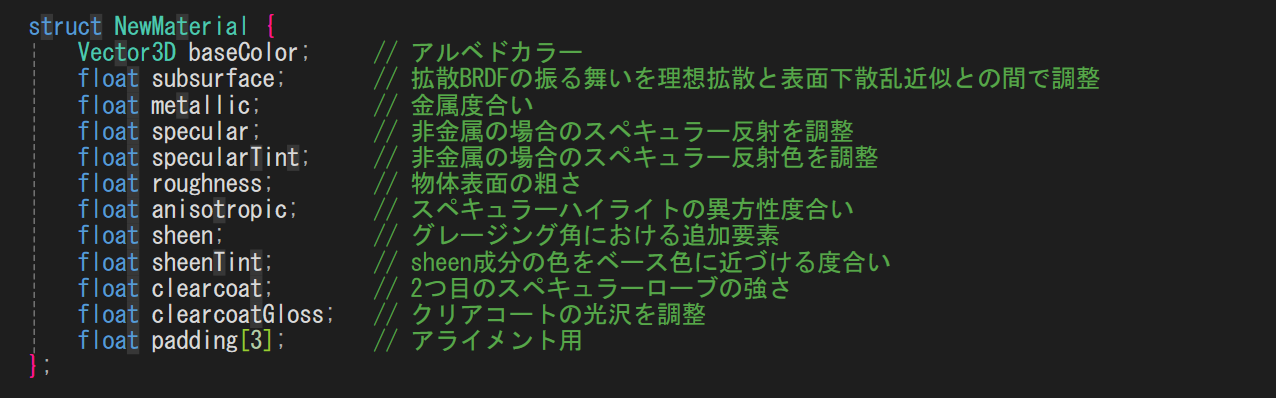 struct NewMaterial {
    Vector3D baseColor;     // アルベドカラー
    float subsurface;       // 拡散BRDFの振る舞いを理想拡散と表面下散乱近似との間で調整
    float metallic;         // 金属度合い
    float specular;         // 非金属の場合のスペキュラー反射を調整
    float specularTint;     // 非金属の場合のスペキュラー反射色を調整
    float roughness;        // 物体表面の粗さ
    float anisotropic;      // スペキュラーハイライトの異方性度合い
    float sheen;            // グレージング角における追加要素
    float sheenTint;        // sheen成分の色をベース色に近づける度合い
    float clearcoat;        // 2つ目のスペキュラーローブの強さ
    float clearcoatGloss;   // クリアコートの光沢を調整
    float padding[3];       // アライメント用
};